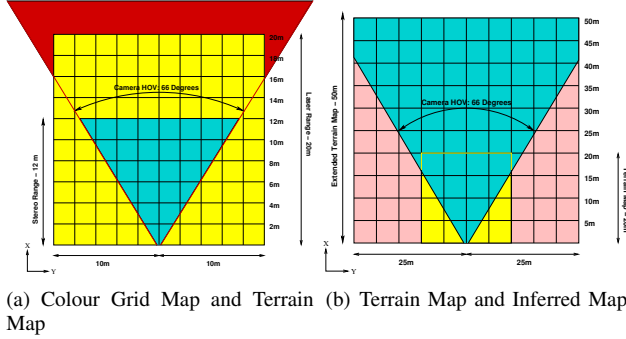 20m
18m
16m
14m
12m
10m
8m
6m
4m
2m
Camera HOV: 66 Degrees
Stereo Range – 12 m
Laser Range – 20m
10m
10m
X
Y
50m
45m
40m
35m
30m
25m
20m
15m
10m
5m
Camera HOV: 66 Degrees
Extended Terrain Map – 50m
25m
25m
X
Y
(a) Colour Grid Map and Terrain
Map
(b) Terrain Map and Inferred Map